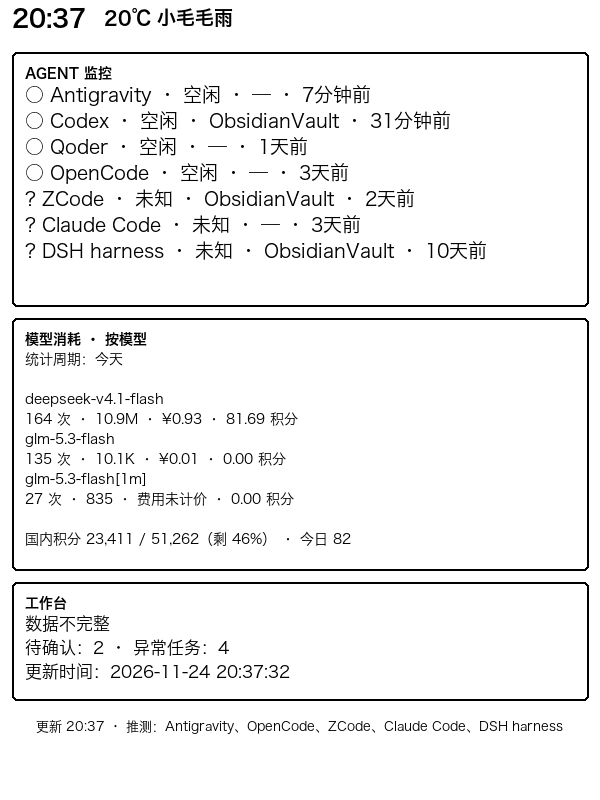 20:37 20℃ 小毛毛雨
AGENT 监控
○ Antigravity · 空闲 · — · 7分钟前
○ Codex · 空闲 · ObsidianVault · 31分钟前
○ Qoder · 空闲 · — · 1天前
○ OpenCode · 空闲 · — · 3天前
? ZCode · 未知 · ObsidianVault · 2天前
? Claude Code · 未知 · — · 3天前
? DSH harness · 未知 · ObsidianVault · 10天前
模型消耗 · 按模型
统计周期：今天
deepseek-v4.1-flash
164 次 · 10.9M · ¥0.93 · 81.69 积分
glm-5.3-flash
135 次 · 10.1K · ¥0.01 · 0.00 积分
glm-5.3-flash[1m]
27 次 · 835 · 费用未计价 · 0.00 积分
国内积分 23,411 / 51,262（剩 46%） · 今日 82
工作台
数据不完整
待确认：2 · 异常任务：4
更新时间：2026-11-24 20:37:32
更新 20:37 · 推测：Antigravity、OpenCode、ZCode、Claude Code、DSH harness